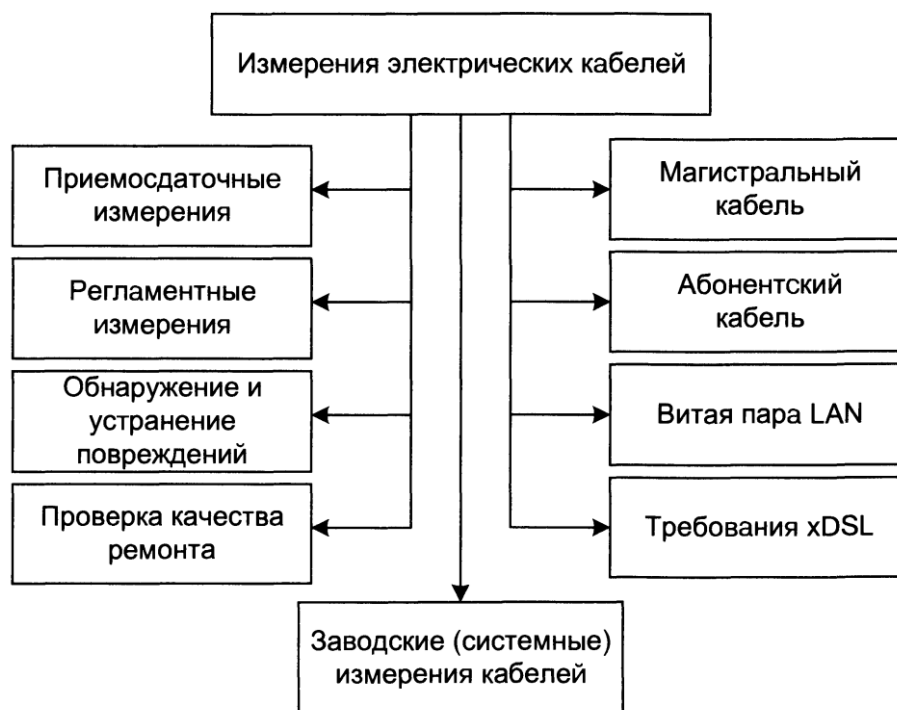 Измерения электрических кабелей
Приемосдаточные
измерения
Регламентные
измерения
Обнаружение и
устранение
повреждений
Проверка качества
ремонта
Магистральный
кабель
Абонентский
кабель
Витая пара LAN
Требования xDSL
Заводские (системные)
измерения кабелей